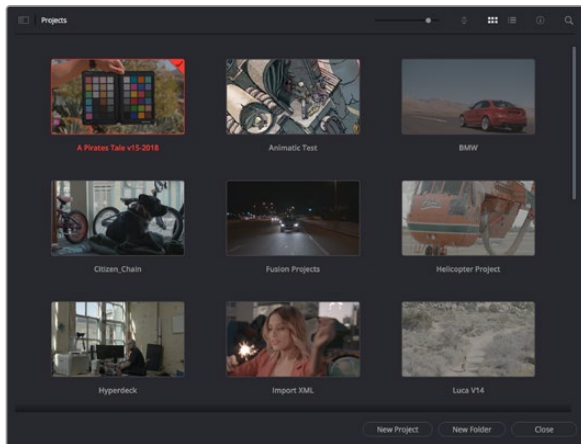 Projects
A Pirates Tale v15-2018
Animatic Test
BMW
Citizen_Chain
Fusion Projects
Helicopter Project
Hyperdeck
Import XML
Luca V14
New Project
New Folder
Close